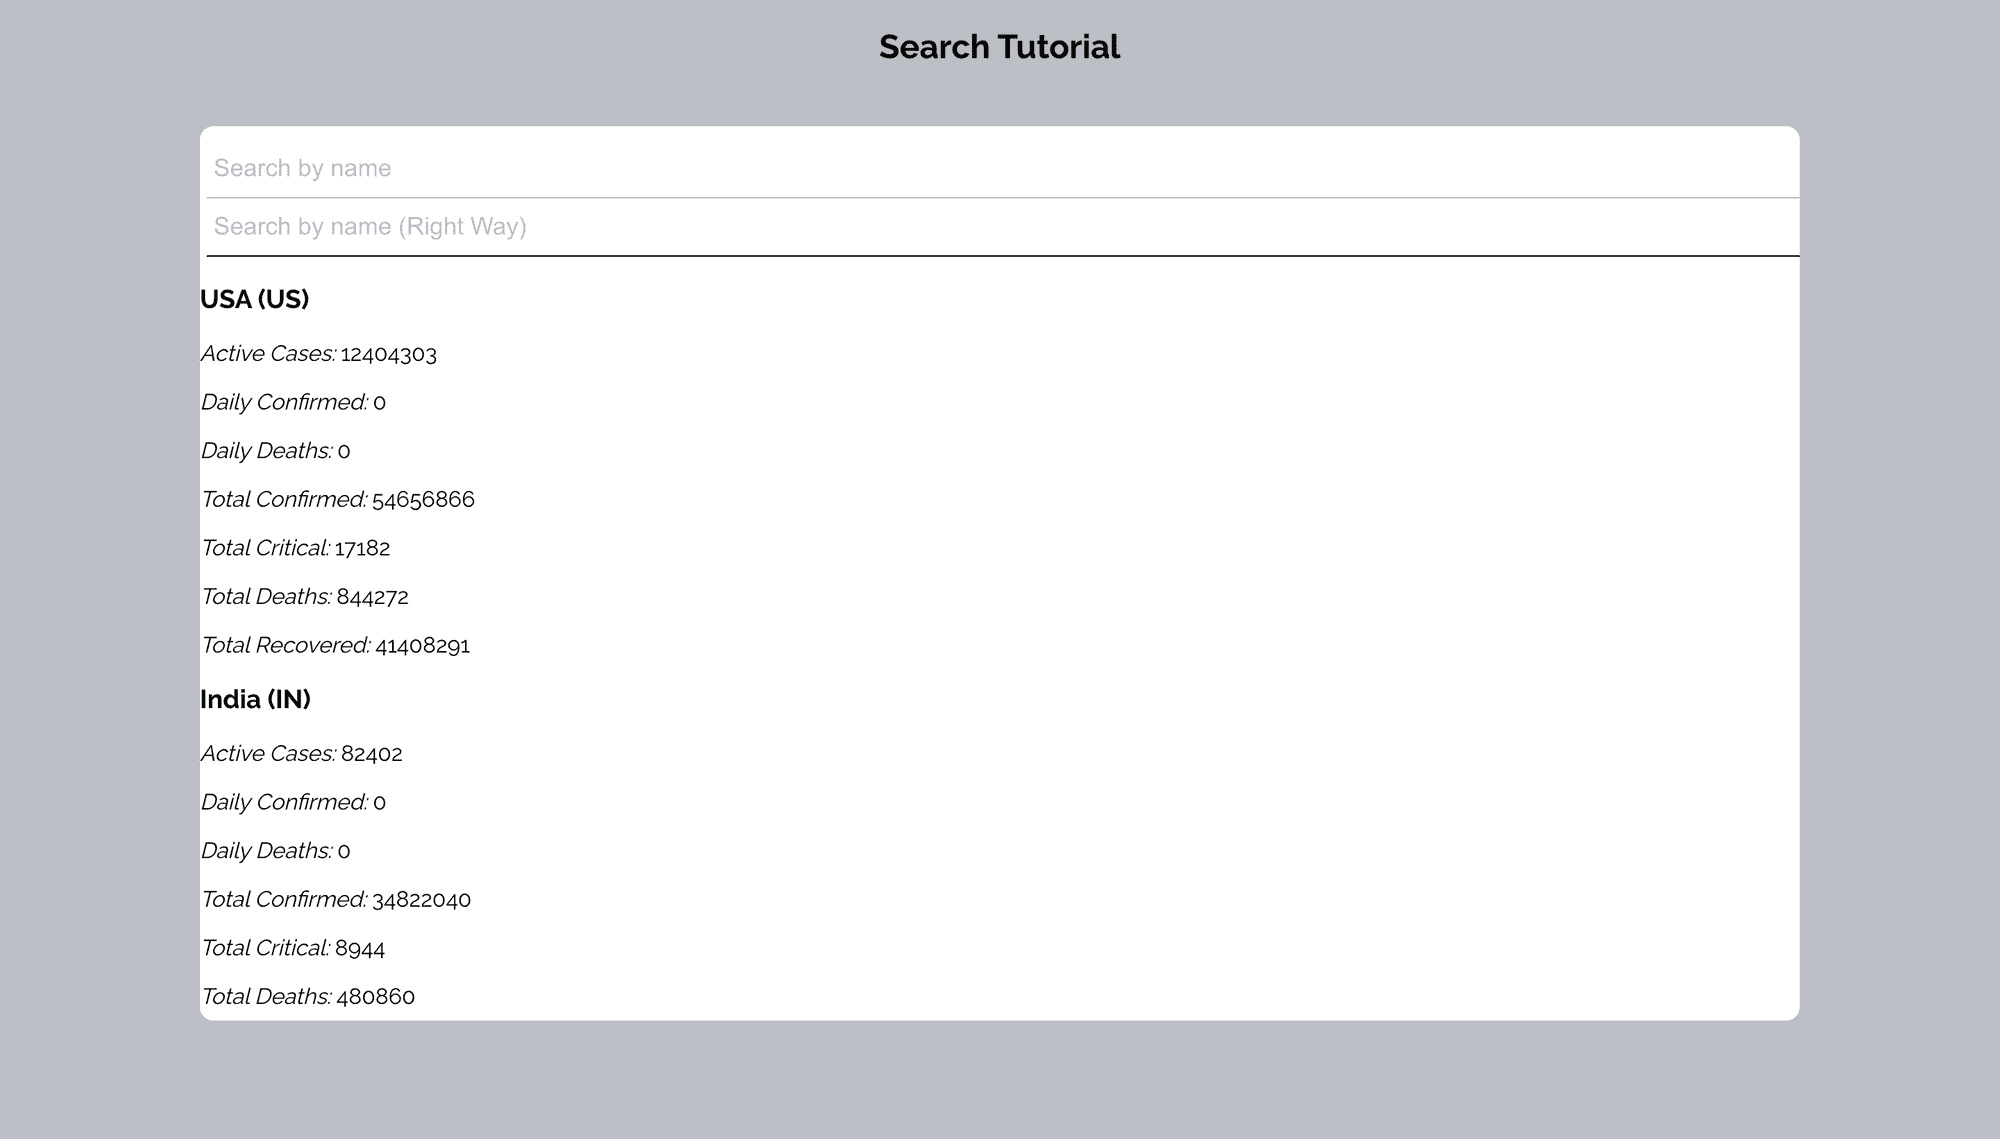 Search Tutorial
Search by name
Search by name (Right Way)
USA (US)
Active Cases: 12404303
Daily Confirmed: 0
Daily Deaths: 0
Total Confirmed: 54656866
Total Critical: 17182
Total Deaths: 844272
Total Recovered: 41408291
India (IN)
Active Cases: 82402
Daily Confirmed: 0
Daily Deaths: 0
Total Confirmed: 34822040
Total Critical: 8944
Total Deaths: 480860